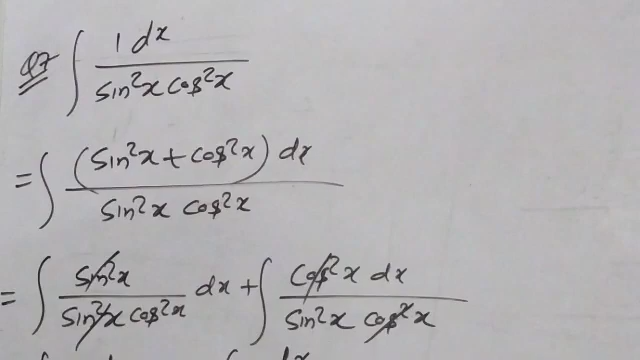 Q7 ∫ 1 dx / sin²x cos²x
= ∫ (sin²x + cos²x) dx / sin²x cos²x
= ∫ sin²x / sin²x cos²x dx + ∫ cos²x dx / sin²x cos²x